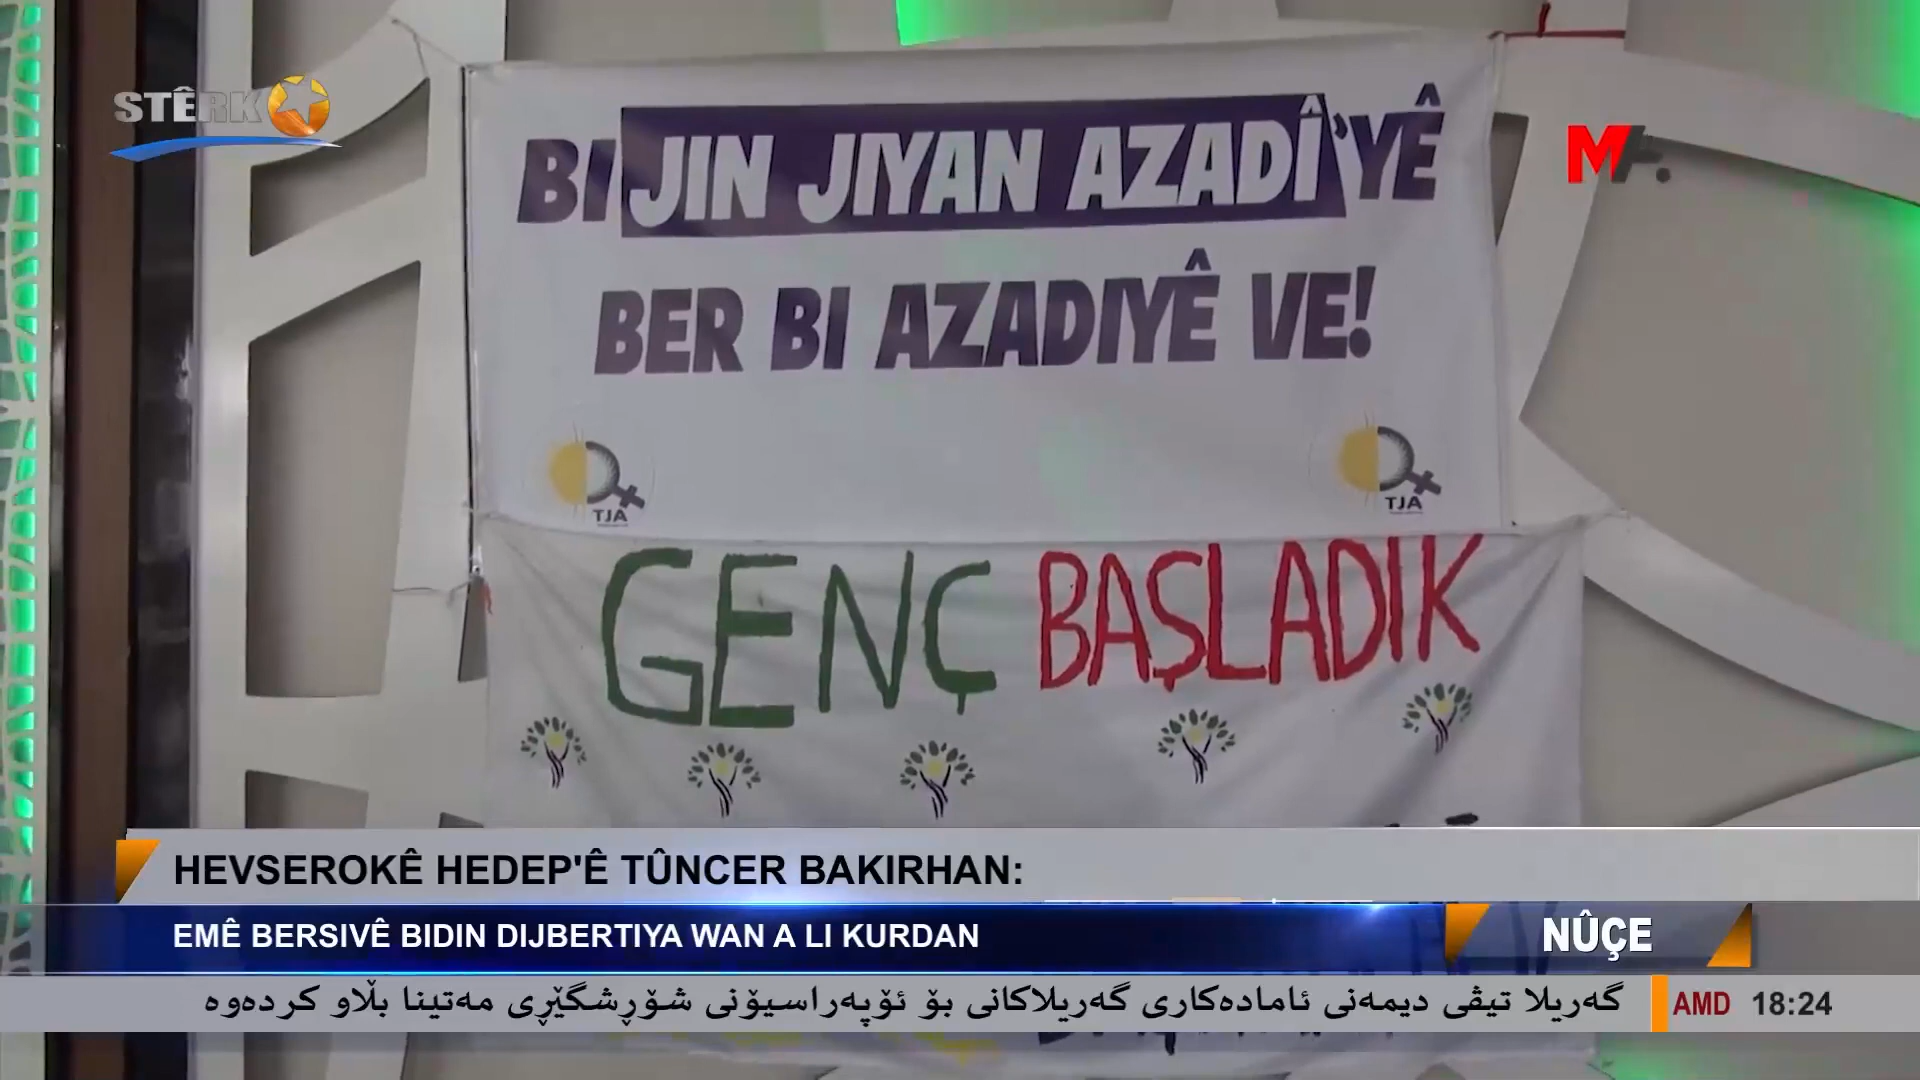 STÊRK
BI JIN JIYAN AZADÎ'YÊ
BER BI AZADIYÊ VE!
TJA
TJA
GENÇ BAŞLADIK
HEVSEROKÊ HEDEP'Ê TÛNCER BAKIRHAN:
EMÊ BERSIVÊ BIDIN DIJBERTIYA WAN A LI KURDAN
NÛÇE
گەریلا تیڤی دیمەنی ئامادەکاری گەریلاکانی بۆ ئۆپەراسیۆنی شۆڕشگێڕی مەتینا بڵاو کردەوە
AMD 18:24